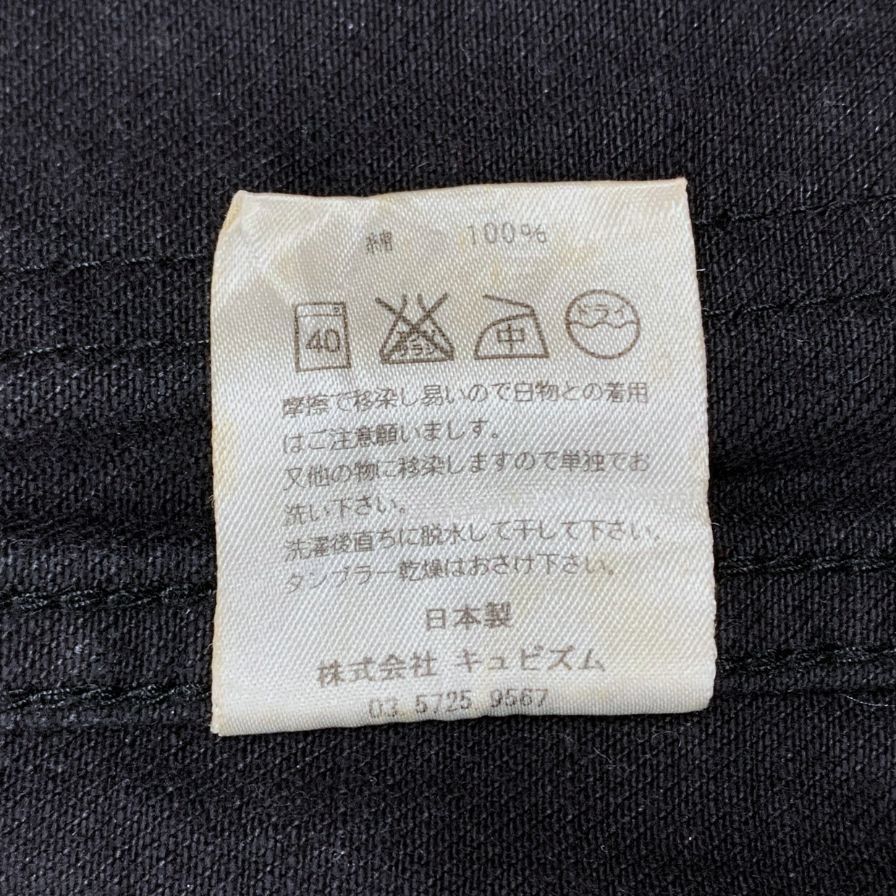 綿 100%
40 エンソサラシ 中 ドライ
摩擦で移染し易いので白物との着用
はご注意願いまし す。
又他の物に移染しますので単独でお
洗い下さい。
洗濯後直ちに脱水して干して下さい。
タンブラー乾燥はおさけ下さい。
日本製
株式会社 キュビズム
03 5725 9567